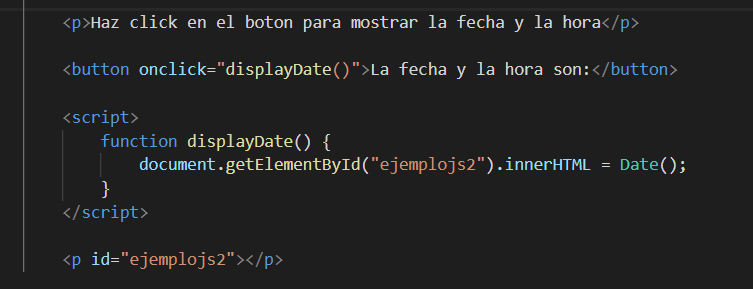 <p>Haz click en el boton para mostrar la fecha y la hora</p>
<button onclick="displayDate()">La fecha y la hora son:</button>
<script>
function displayDate() {
document.getElementById("ejemplojs2").innerHTML = Date();
}
</script>
<p id="ejemplojs2"></p>